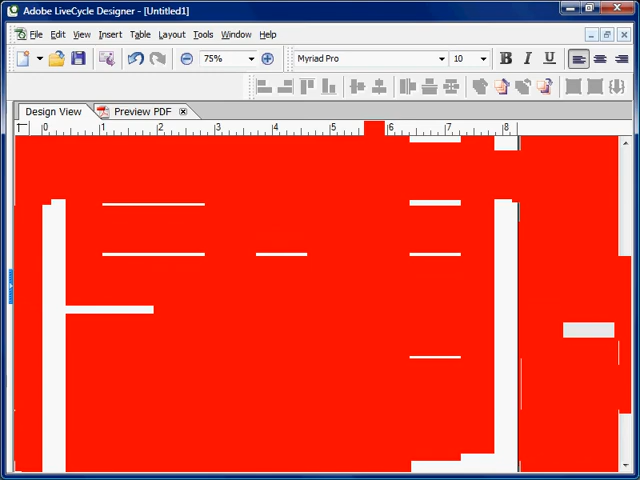 Adobe LiveCycle Designer - [Untitled1]
File Edit View Insert Table Layout Tools Window Help
75% Myriad Pro 10 B I U
Design View Preview PDF
0 1 2 3 4 5 6 7 8